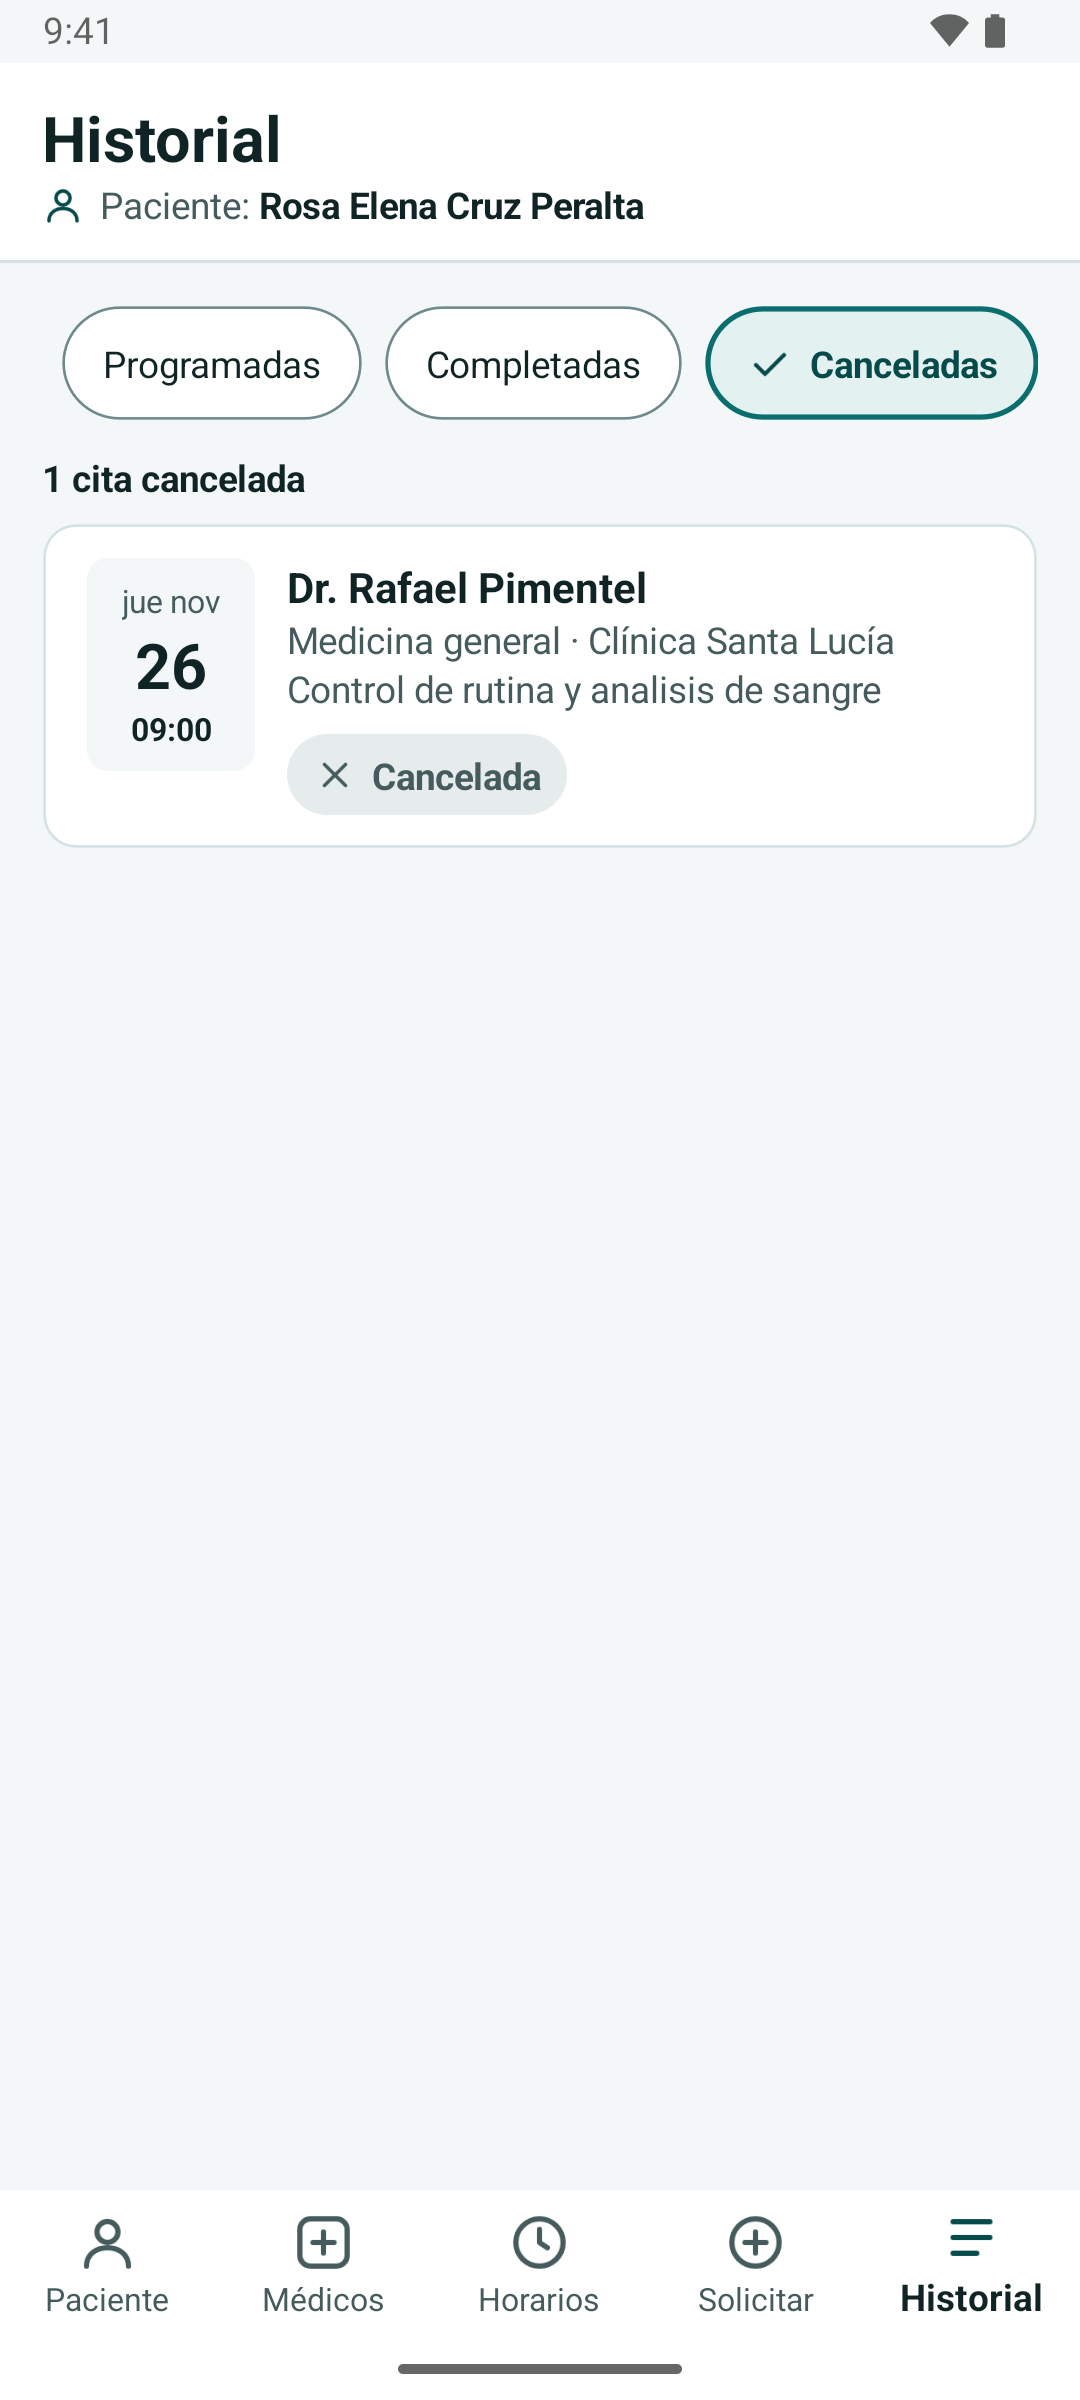 9:41
Historial
Paciente: Rosa Elena Cruz Peralta
Programadas
Completadas
Canceladas
1 cita cancelada
jue nov
26
09:00
Dr. Rafael Pimentel
Medicina general · Clínica Santa Lucía
Control de rutina y analisis de sangre
Cancelada
Paciente
Médicos
Horarios
Solicitar
Historial